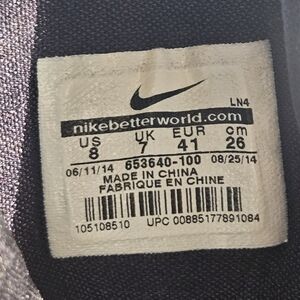 LN4
nikebetterworld.com
US UK EUR cm
8 7 41 26
06/11/14 653640-100 08/25/14
MADE IN CHINA
FABRIQUE EN CHINE
105108510 UPC 00885177891084